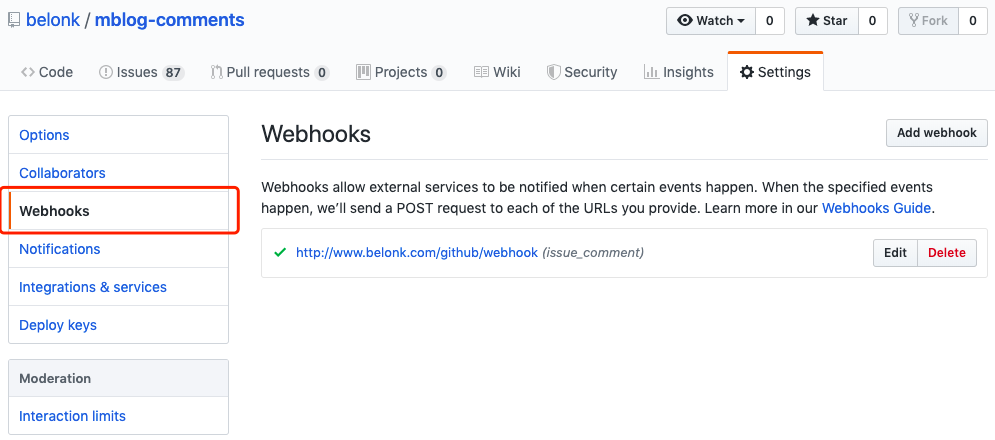 belonk / mblog-comments
Watch 0 Star 0 Fork 0
Code Issues 87 Pull requests 0 Projects 0 Wiki Security Insights Settings
Options
Collaborators
Webhooks
Notifications
Integrations & services
Deploy keys
Moderation
Interaction limits
Webhooks
Add webhook
Webhooks allow external services to be notified when certain events happen. When the specified events
happen, we’ll send a POST request to each of the URLs you provide. Learn more in our Webhooks Guide.
http://www.belonk.com/github/webhook (issue_comment)
Edit Delete